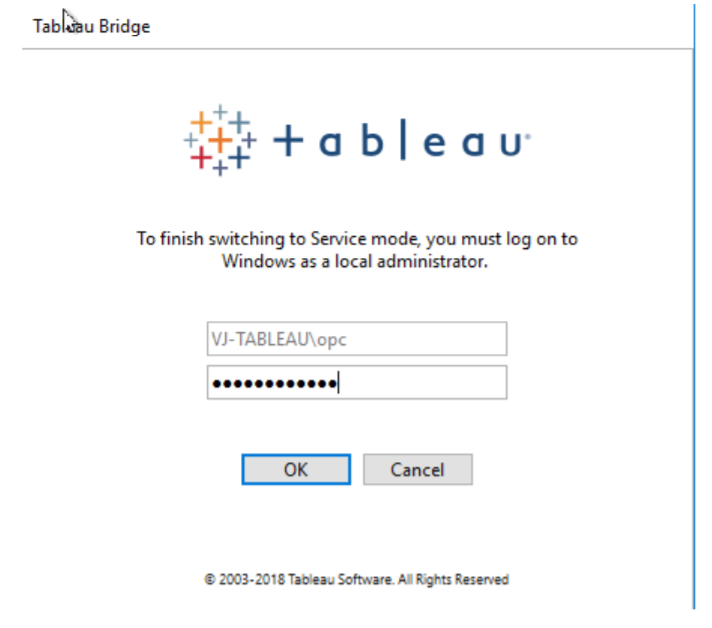 Tableau Bridge
+ a b l e a u®
To finish switching to Service mode, you must log on to
Windows as a local administrator.
VJ-TABLEAU\opc
••••••••••••
OK
Cancel
© 2003-2018 Tableau Software. All Rights Reserved